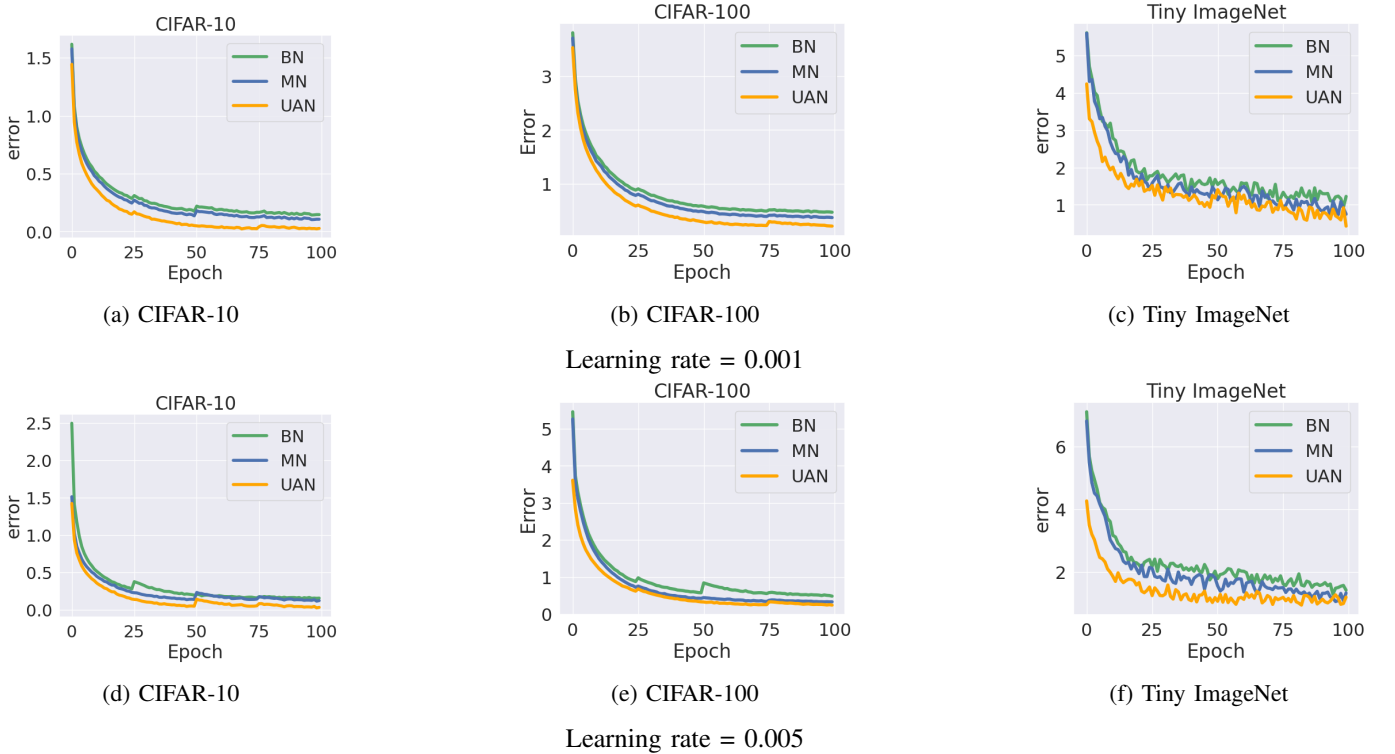 CIFAR-10
BN
MN
UAN
1.5
1.0
0.5
0.0
error
0 25 50 75 100
Epoch
(a) CIFAR-10
CIFAR-100
BN
MN
UAN
3
2
1
Error
0 25 50 75 100
Epoch
(b) CIFAR-100
Tiny ImageNet
BN
MN
UAN
5
4
3
2
1
error
0 25 50 75 100
Epoch
(c) Tiny ImageNet
Learning rate = 0.001
CIFAR-10
BN
MN
UAN
2.5
2.0
1.5
1.0
0.5
0.0
error
0 25 50 75 100
Epoch
(d) CIFAR-10
CIFAR-100
BN
MN
UAN
5
4
3
2
1
0
Error
0 25 50 75 100
Epoch
(e) CIFAR-100
Tiny ImageNet
BN
MN
UAN
6
4
2
error
0 25 50 75 100
Epoch
(f) Tiny ImageNet
Learning rate = 0.005